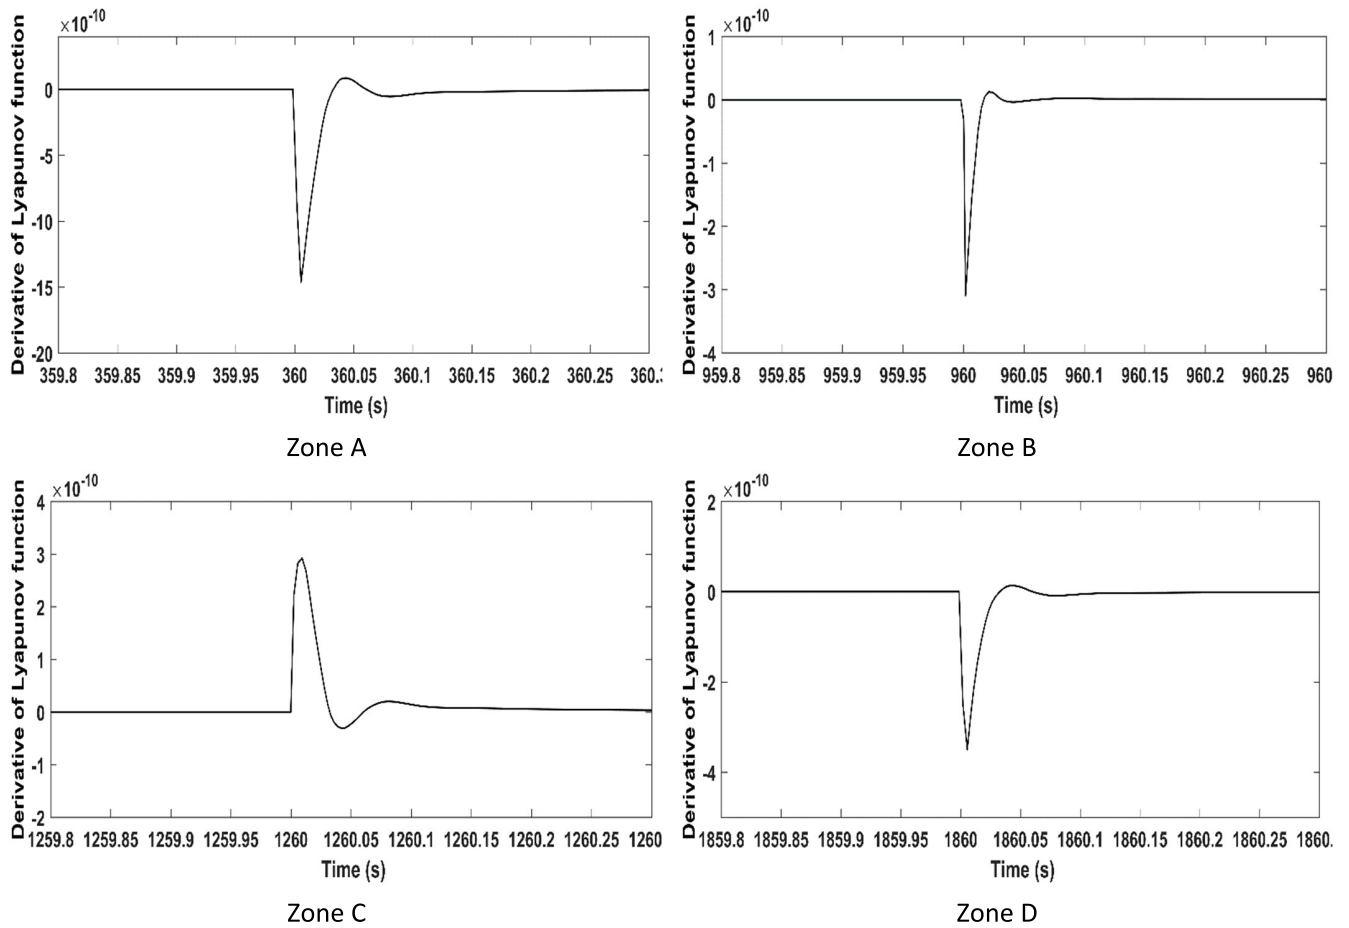 ×10-10
Derivative of Lyapunov function
0
-5
-10
-15
-20
359.8 359.85 359.9 359.95 360 360.05 360.1 360.15 360.2 360.25 360.
Time (s)
Zone A
×10-10
Derivative of Lyapunov function
1
0
-1
-2
-3
-4
959.8 959.85 959.9 959.95 960 960.05 960.1 960.15 960.2 960.25 960
Time (s)
Zone B
×10-10
Derivative of Lyapunov function
4
3
2
1
0
-1
-2
1259.8 1259.85 1259.9 1259.95 1260 1260.05 1260.1 1260.15 1260.2 1260.25 1260
Time (s)
Zone C
×10-10
Derivative of Lyapunov function
2
0
-2
-4
1859.8 1859.85 1859.9 1859.95 1860 1860.05 1860.1 1860.15 1860.2 1860.25 1860.
Time (s)
Zone D